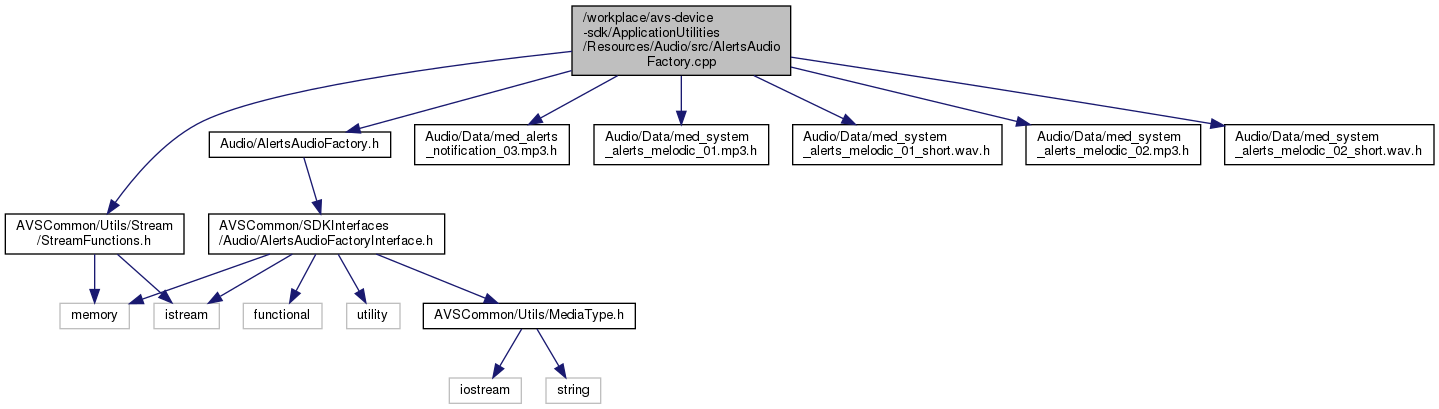 /workplace/avs-device
-sdk/ApplicationUtilities
/Resources/Audio/src/AlertsAudio
Factory.cpp
Audio/AlertsAudioFactory.h
Audio/Data/med_alerts
_notification_03.mp3.h
Audio/Data/med_system
_alerts_melodic_01.mp3.h
Audio/Data/med_system
_alerts_melodic_01_short.wav.h
Audio/Data/med_system
_alerts_melodic_02.mp3.h
Audio/Data/med_system
_alerts_melodic_02_short.wav.h
AVSCommon/Utils/Stream
/StreamFunctions.h
AVSCommon/SDKInterfaces
/Audio/AlertsAudioFactoryInterface.h
memory
istream
functional
utility
AVSCommon/Utils/MediaType.h
iostream
string